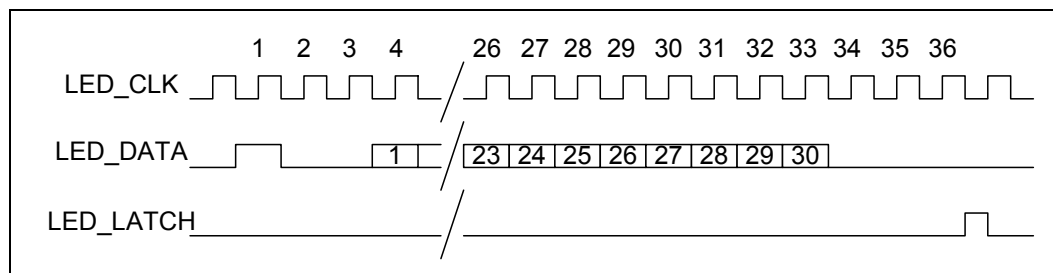 1 2 3 4 26 27 28 29 30 31 32 33 34 35 36
LED_CLK
LED_DATA 1 23 24 25 26 27 28 29 30
LED_LATCH